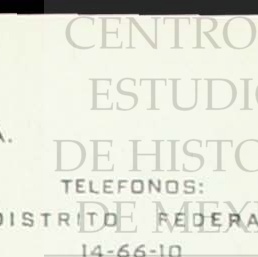 CENTRO
ESTUDI
A.
DE HISTO
TELEFONOS:
DISTRITO FEDERA
DE MEX
14-66-10